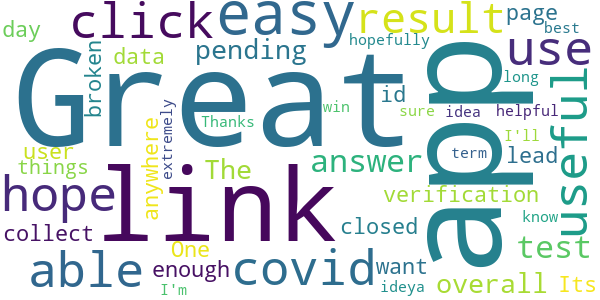 day click easy result page
best
broken data pending hopefully use
Great app long
id
extremely Thanks win sure idea helpful
user anywhere I'll useful
things The answer term lead
hope link verification
collect One closed know
able enough covid want test
I'm ideya overall Its